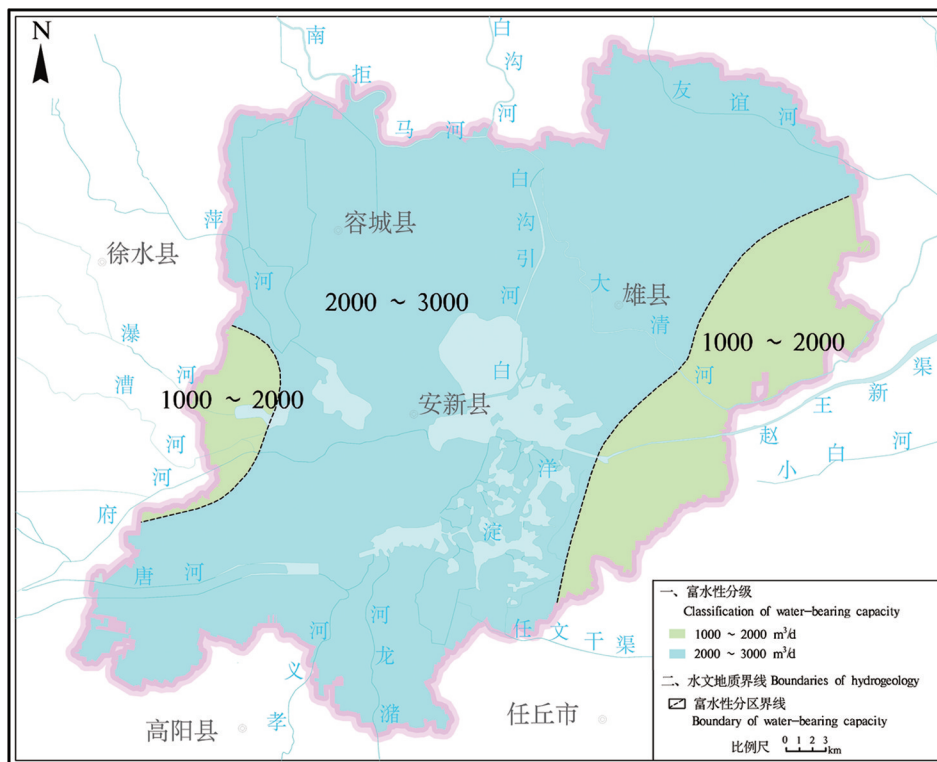 N
南拒马河
白沟河
友谊河
萍河
容城县
白沟引河
徐水县
大清河
雄县
2000 ～ 3000
1000 ～ 2000
瀑河
漕河
1000 ～ 2000
安新县
白洋淀
赵王新渠
小白河
府河
唐河
任文干渠
孝义河
龙河
潴
高阳县
任丘市
一、富水性分级
Classification of water-bearing capacity
1000 ～ 2000 m³/d
2000 ～ 3000 m³/d
二、水文地质界线 Boundaries of hydrogeology
富水性分区界线
Boundary of water-bearing capacity
比例尺 0 1 2 3 km